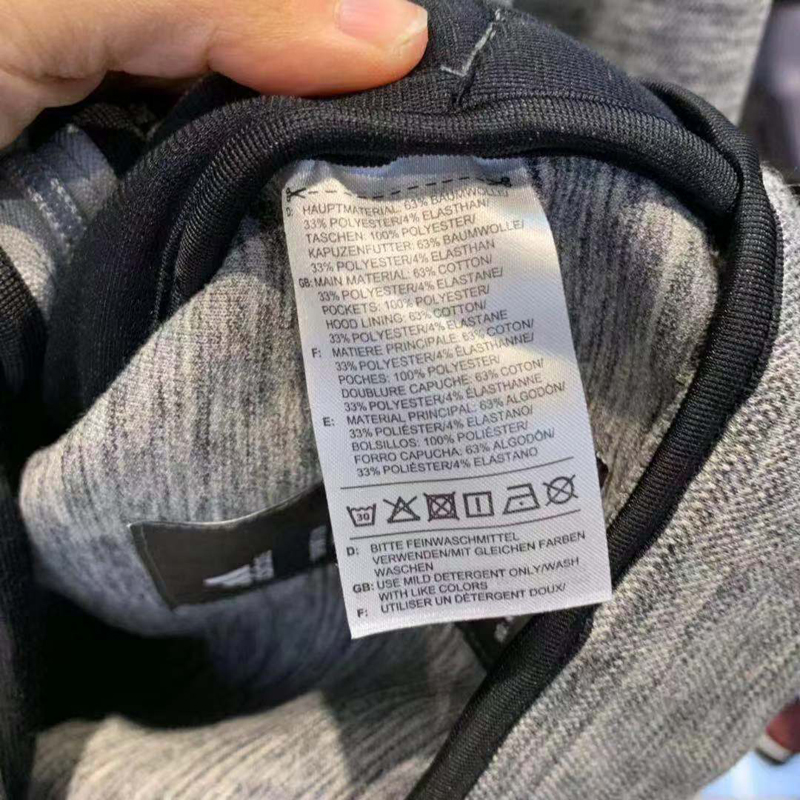 D: HAUPTMATERIAL: 63% BAUMWOLLE/
33% POLYESTER/4% ELASTHAN/
TASCHEN: 100% POLYESTER/
KAPUZENFUTTER: 63% BAUMWOLLE/
33% POLYESTER/4% ELASTHAN
GB: MAIN MATERIAL: 63% COTTON/
33% POLYESTER/4% ELASTANE/
POCKETS: 100% POLYESTER/
HOOD LINING: 63% COTTON/
33% POLYESTER/4% ELASTANE
F: MATIERE PRINCIPALE: 63% COTON/
33% POLYESTER/4% ÉLASTHANNE/
POCHES: 100% POLYESTER/
DOUBLURE CAPUCHE: 63% COTON/
33% POLYESTER/4% ÉLASTHANNE
E: MATERIAL PRINCIPAL: 63% ALGODÓN/
33% POLIÉSTER/4% ELASTANO/
BOLSILLOS: 100% POLIÉSTER/
FORRO CAPUCHA: 63% ALGODÓN/
33% POLIÉSTER/4% ELASTANO
30
D: BITTE FEINWASCHMITTEL
VERWENDEN/MIT GLEICHEN FARBEN
WASCHEN
GB: USE MILD DETERGENT ONLY/WASH
WITH LIKE COLORS
F: UTILISER UN DÉTERGENT DOUX/